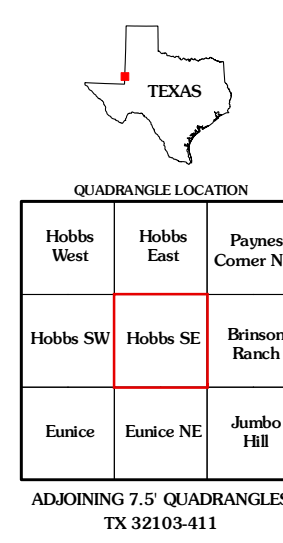 TEXAS
QUADRANGLE LOCATION
Hobbs West
Hobbs East
Paynes Corner N
Hobbs SW
Hobbs SE
Brinson Ranch
Eunice
Eunice NE
Jumbo Hill
ADJOINING 7.5' QUADRANGLES
TX 32103-411